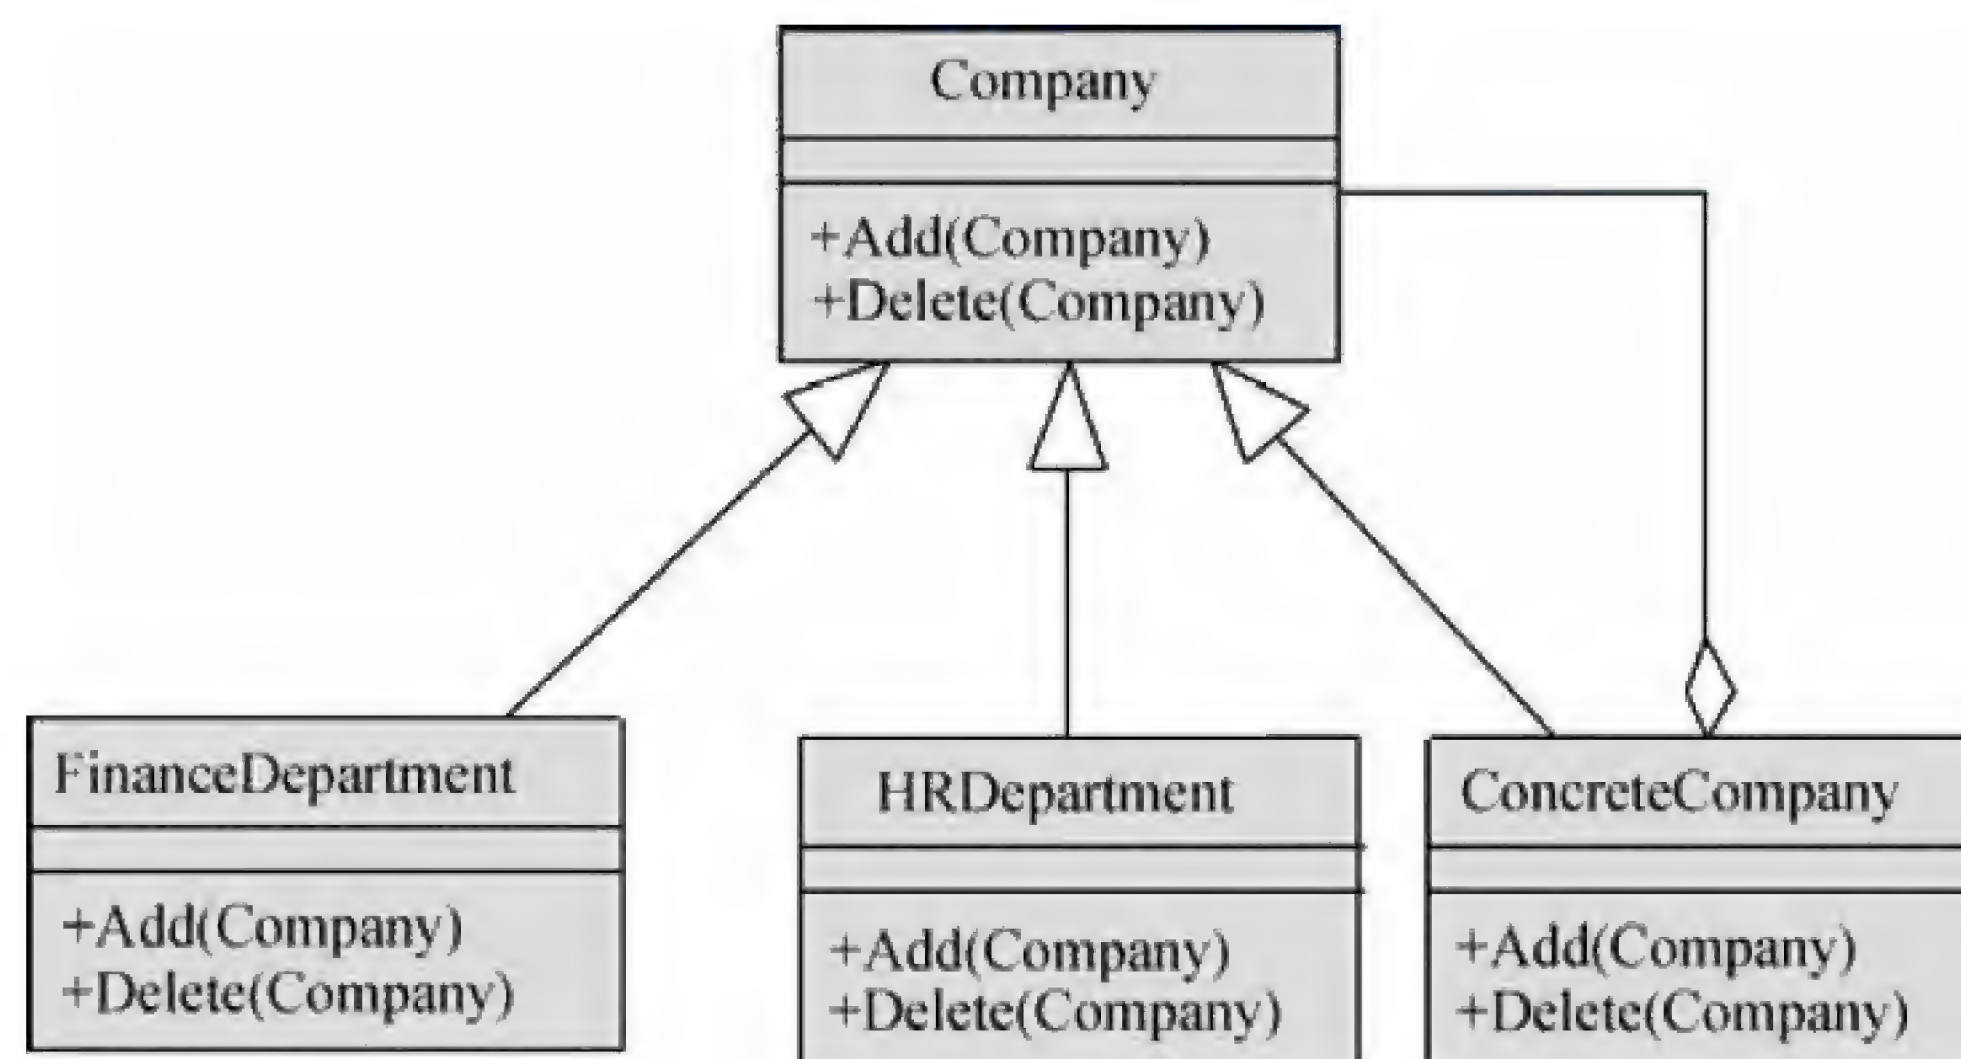 Company
+Add(Company)
+Delete(Company)
FinanceDepartment
+Add(Company)
+Delete(Company)
HRDepartment
+Add(Company)
+Delete(Company)
ConcreteCompany
+Add(Company)
+Delete(Company)